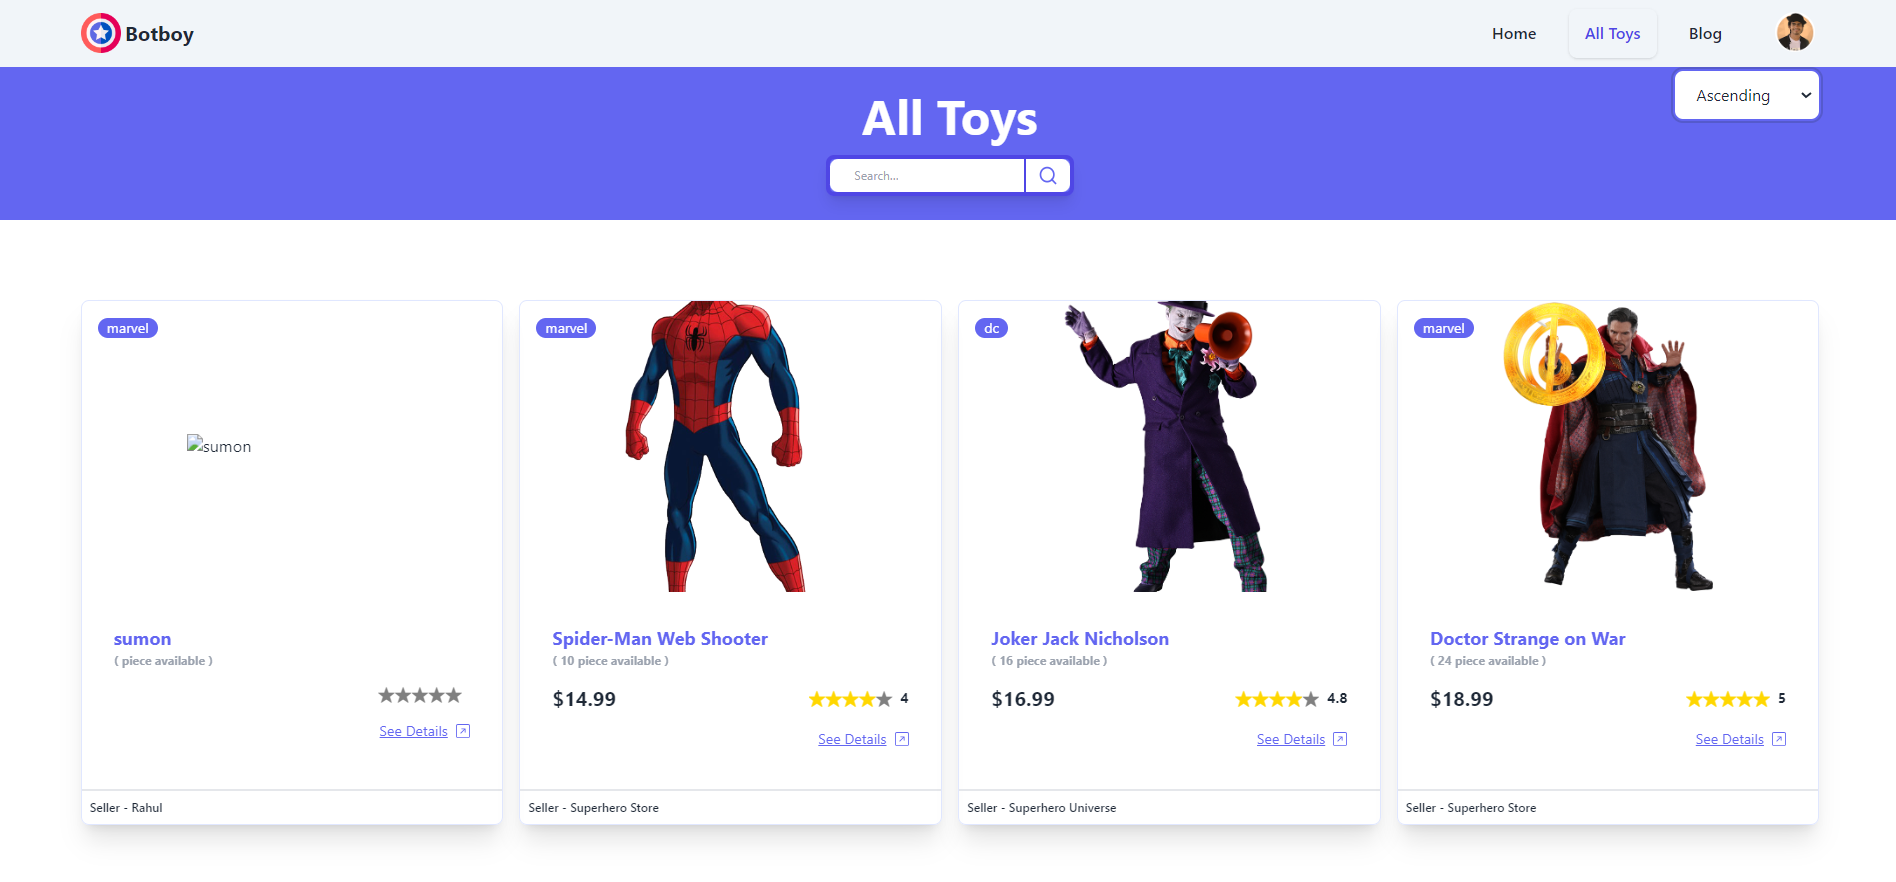 Botboy
Home
All Toys
Blog
Ascending
All Toys
Search...
marvel
sumon
sumon
( piece available )
See Details
Seller - Rahul
marvel
Spider-Man Web Shooter
( 10 piece available )
$14.99
4
See Details
Seller - Superhero Store
dc
Joker Jack Nicholson
( 16 piece available )
$16.99
4.8
See Details
Seller - Superhero Universe
marvel
Doctor Strange on War
( 24 piece available )
$18.99
5
See Details
Seller - Superhero Store